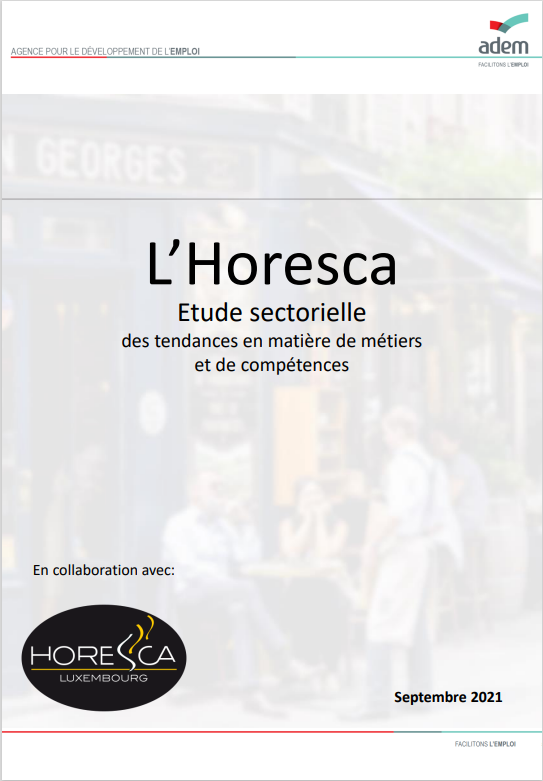 AGENCE POUR LE DÉVELOPPEMENT DE L'EMPLOI
adem
FACILITONS L'EMPLOI
N GEORGES
L'Horesca
Etude sectorielle
des tendances en matière de métiers
et de compétences
En collaboration avec:
HORESCA
LUXEMBOURG
Septembre 2021
FACILITONS L'EMPLOI